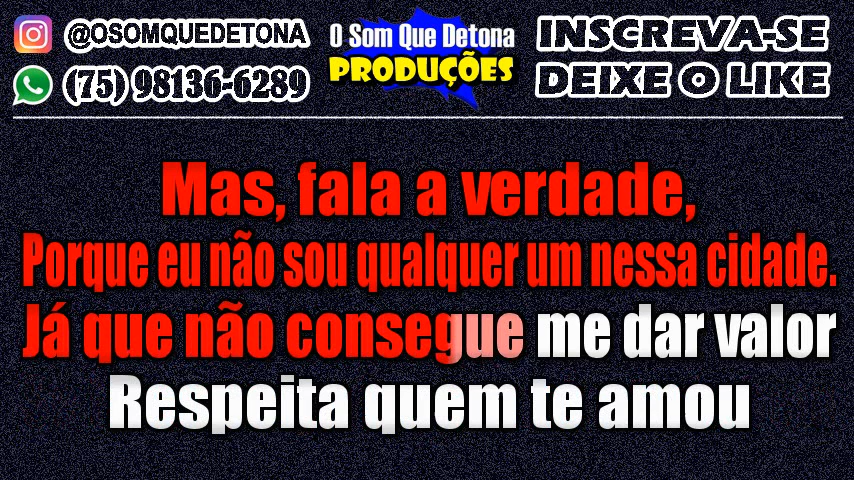 @OSOMQUEDETONA
(75) 98136-6289
O Som Que Detona
PRODUÇÕES
INSCREVA-SE
DEIXE O LIKE
Mas, fala a verdade,
Porque eu não sou qualquer um nessa cidade.
Já que não consegue me dar valor
Respeita quem te amou